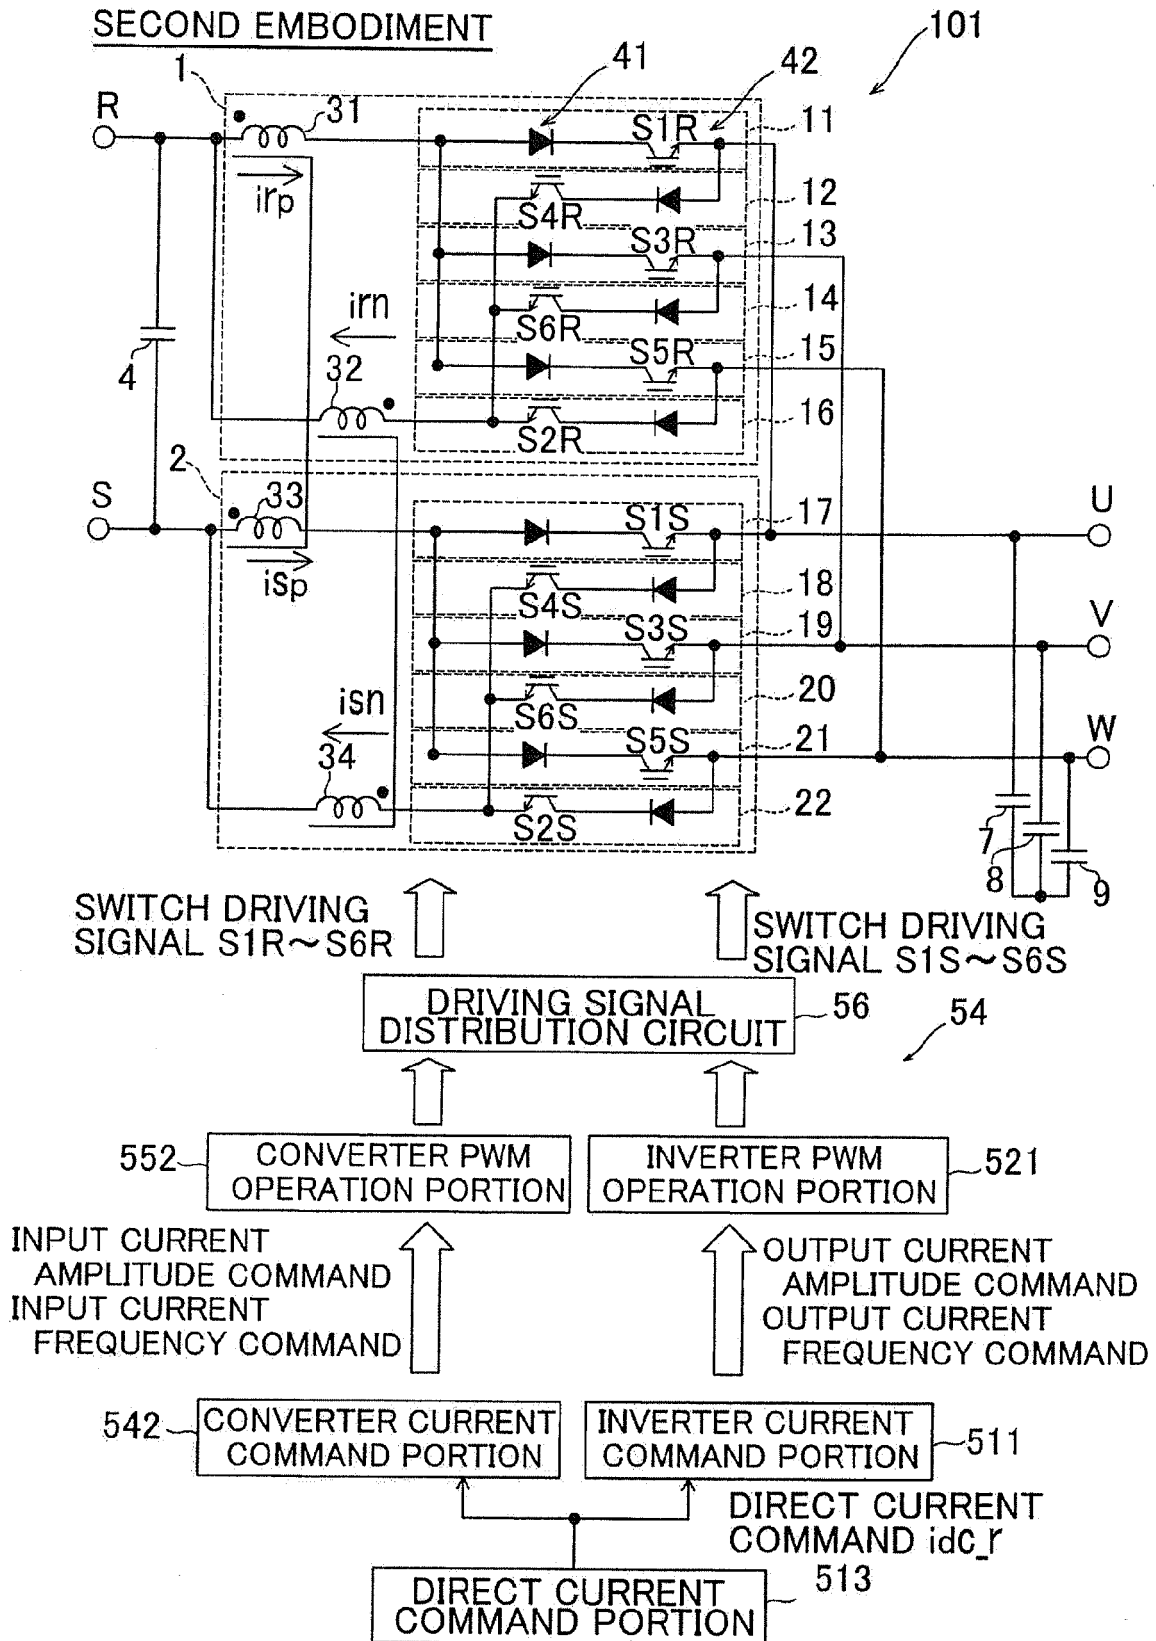 SECOND EMBODIMENT
101
1
41
42
R
31
S1R
11
irp
S4R
12
S3R
13
irn
S6R
14
4
32
S5R
15
S2R
16
2
S
33
S1S
17
U
isp
S4S
18
S3S
19
V
isn
S6S
20
34
S5S
21
W
S2S
22
7
8
9
SWITCH DRIVING
SIGNAL S1R~S6R
SWITCH DRIVING
SIGNAL S1S~S6S
DRIVING SIGNAL
DISTRIBUTION CIRCUIT
56
54
552
CONVERTER PWM
OPERATION PORTION
INVERTER PWM
OPERATION PORTION
521
INPUT CURRENT
AMPLITUDE COMMAND
INPUT CURRENT
FREQUENCY COMMAND
OUTPUT CURRENT
AMPLITUDE COMMAND
OUTPUT CURRENT
FREQUENCY COMMAND
542
CONVERTER CURRENT
COMMAND PORTION
INVERTER CURRENT
COMMAND PORTION
511
DIRECT CURRENT
COMMAND idc_r
513
DIRECT CURRENT
COMMAND PORTION